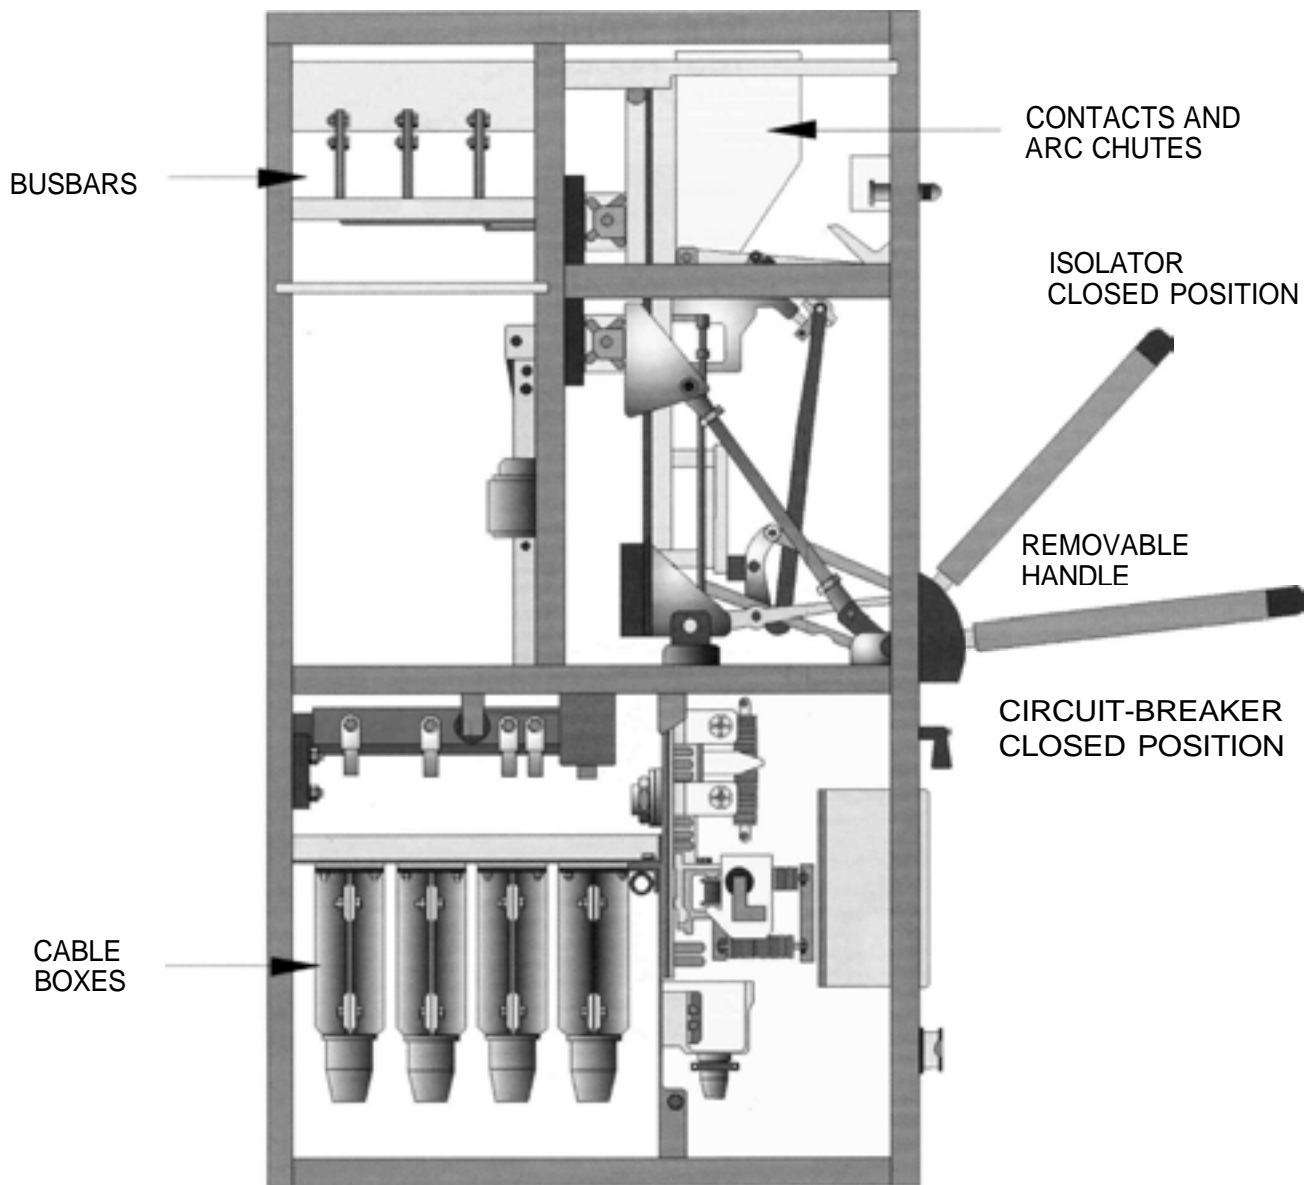 CONTACTS AND
ARC CHUTES
BUSBARS
ISOLATOR
CLOSED POSITION
REMOVABLE
HANDLE
CIRCUIT-BREAKER
CLOSED POSITION
CABLE
BOXES